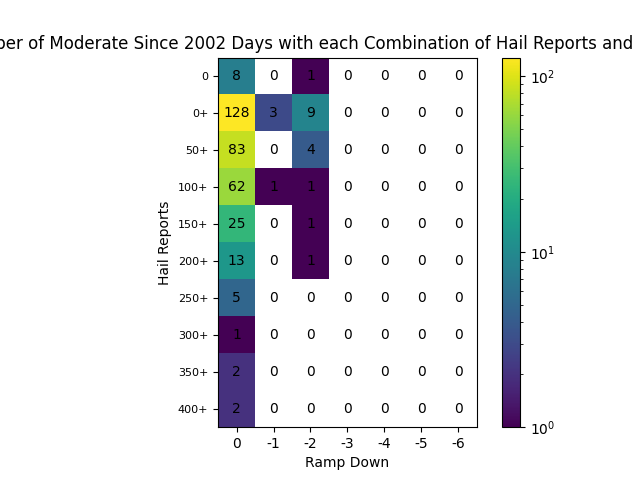 of Moderate Since 2002 Days with each Combination of Hail Reports and
0 8 0 1 0 0 0 0
0+ 128 3 9 0 0 0 0
50+ 83 0 4 0 0 0 0
100+ 62 1 1 0 0 0 0
150+ 25 0 1 0 0 0 0
200+ 13 0 1 0 0 0 0
250+ 5 0 0 0 0 0 0
300+ 1 0 0 0 0 0 0
350+ 2 0 0 0 0 0 0
400+ 2 0 0 0 0 0 0
0 -1 -2 -3 -4 -5 -6
Ramp Down
Hail Reports
10²
10¹
10⁰